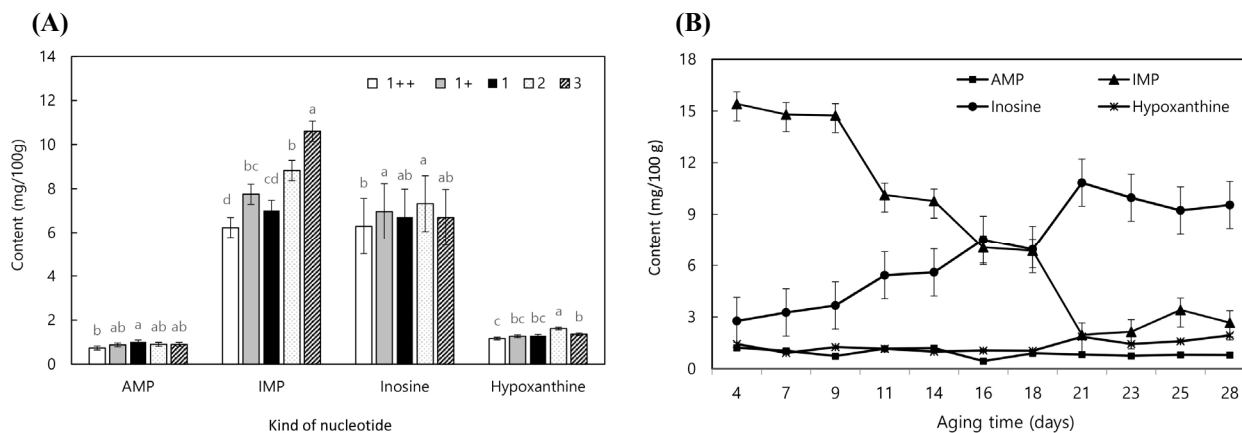 (A)
14
12
10
8
6
4
2
0
Content (mg/100g)
1++ 1+ 1 2 3
b ab a ab ab
d bc cd b a
b a ab a ab
c bc bc a b
AMP IMP Inosine Hypoxanthine
Kind of nucleotide
(B)
18
15
12
9
6
3
0
Content (mg/100 g)
AMP IMP
Inosine Hypoxanthine
4 7 9 11 14 16 18 21 23 25 28
Aging time (days)